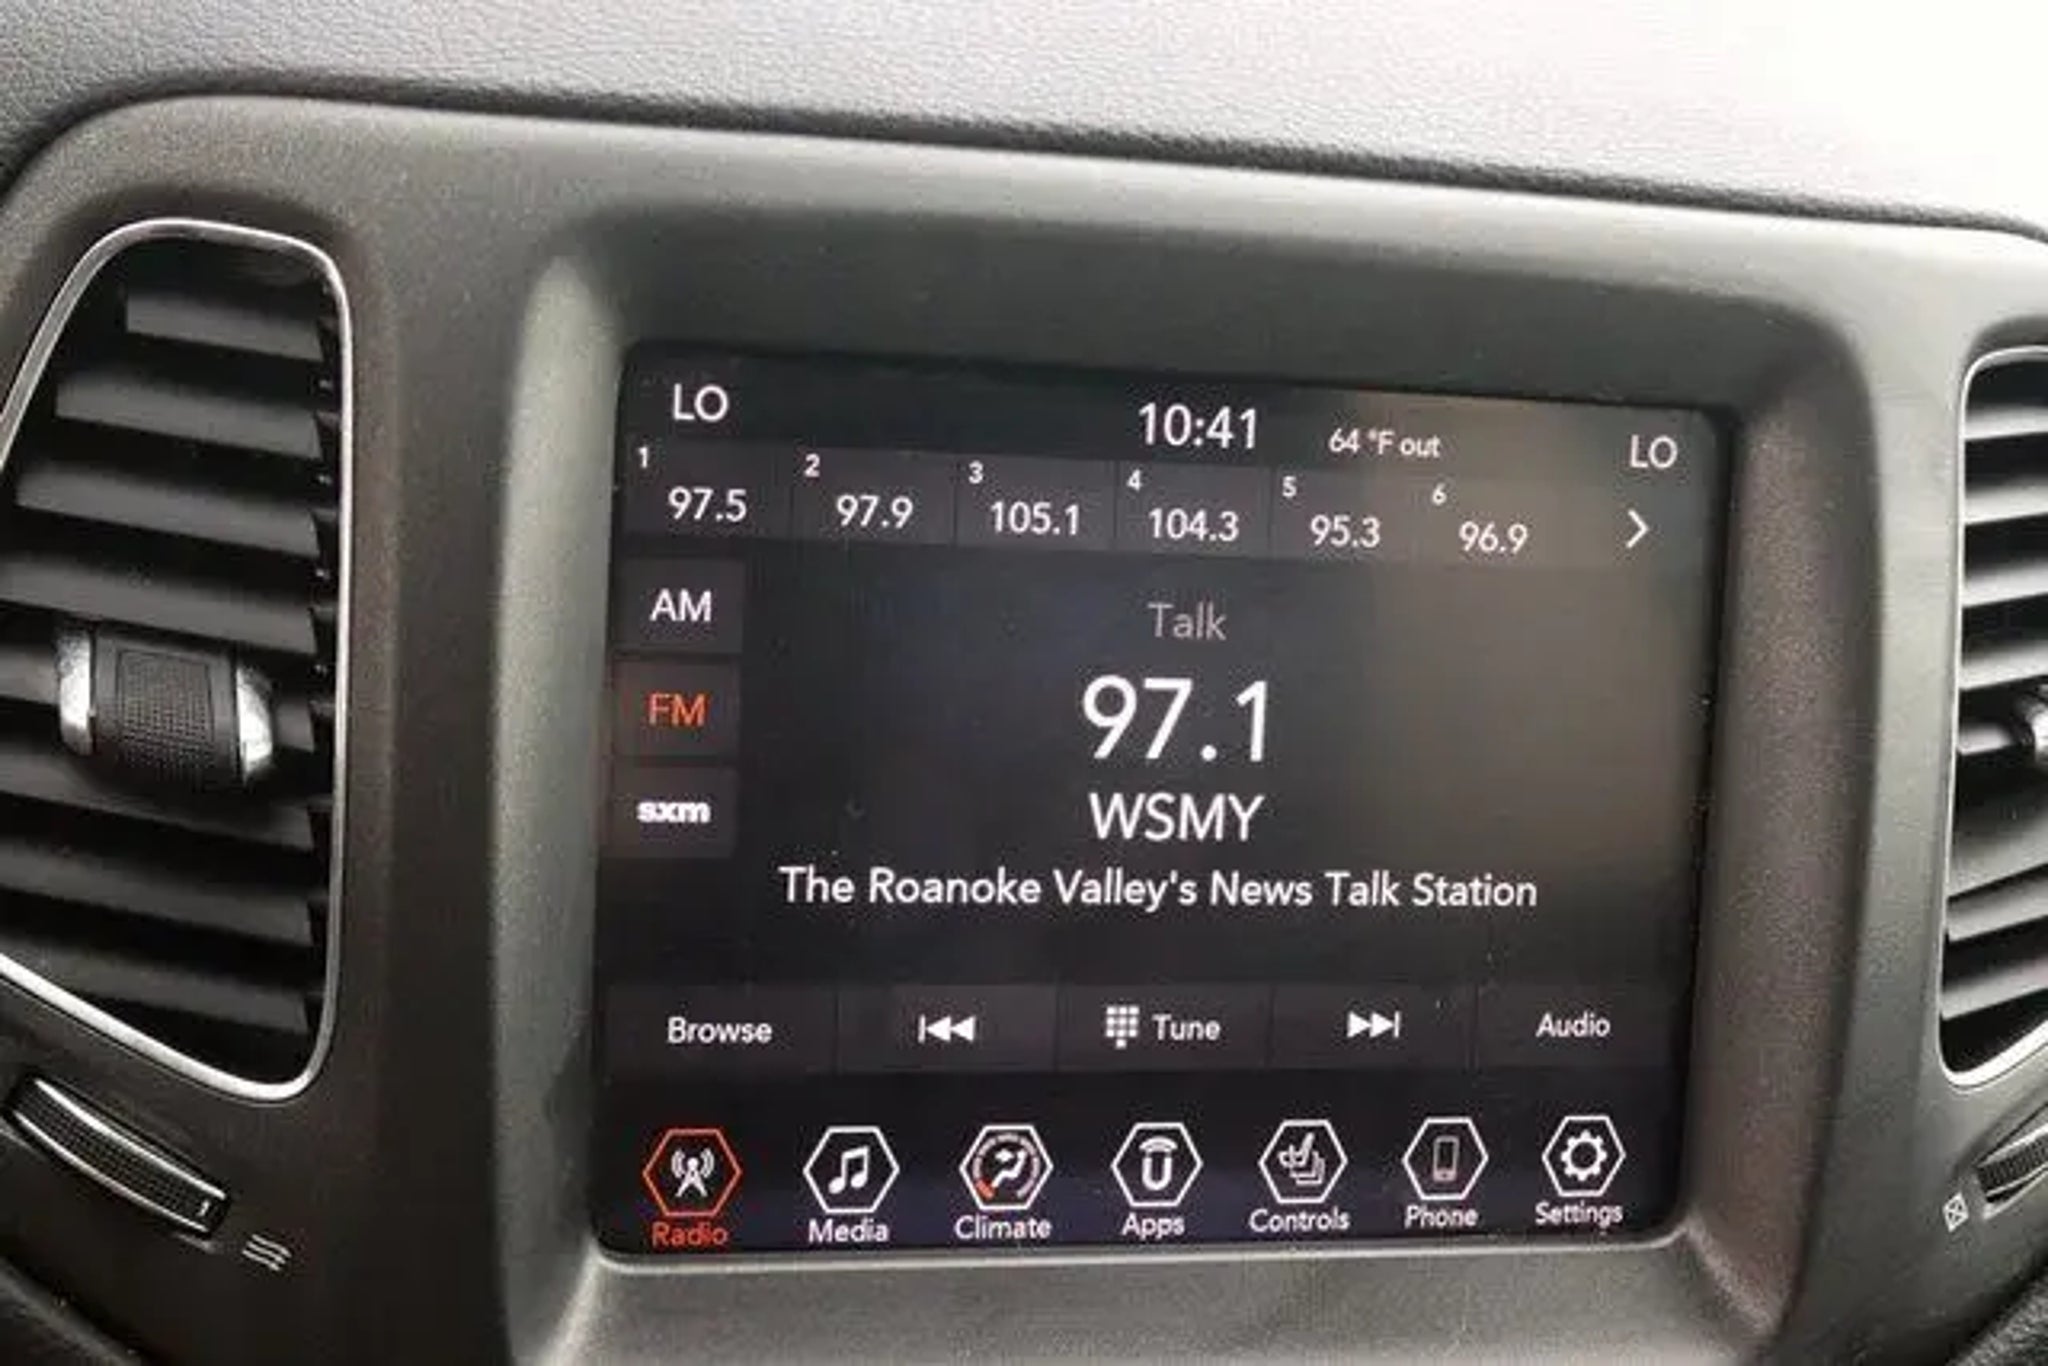 LO 10:41 64 °F out LO
1 2 3 4 5 6
97.5 97.9 105.1 104.3 95.3 96.9
AM
Talk
FM
97.1
sxm
WSMY
The Roanoke Valley's News Talk Station
Browse Tune Audio
Radio Media Climate Apps Controls Phone Settings